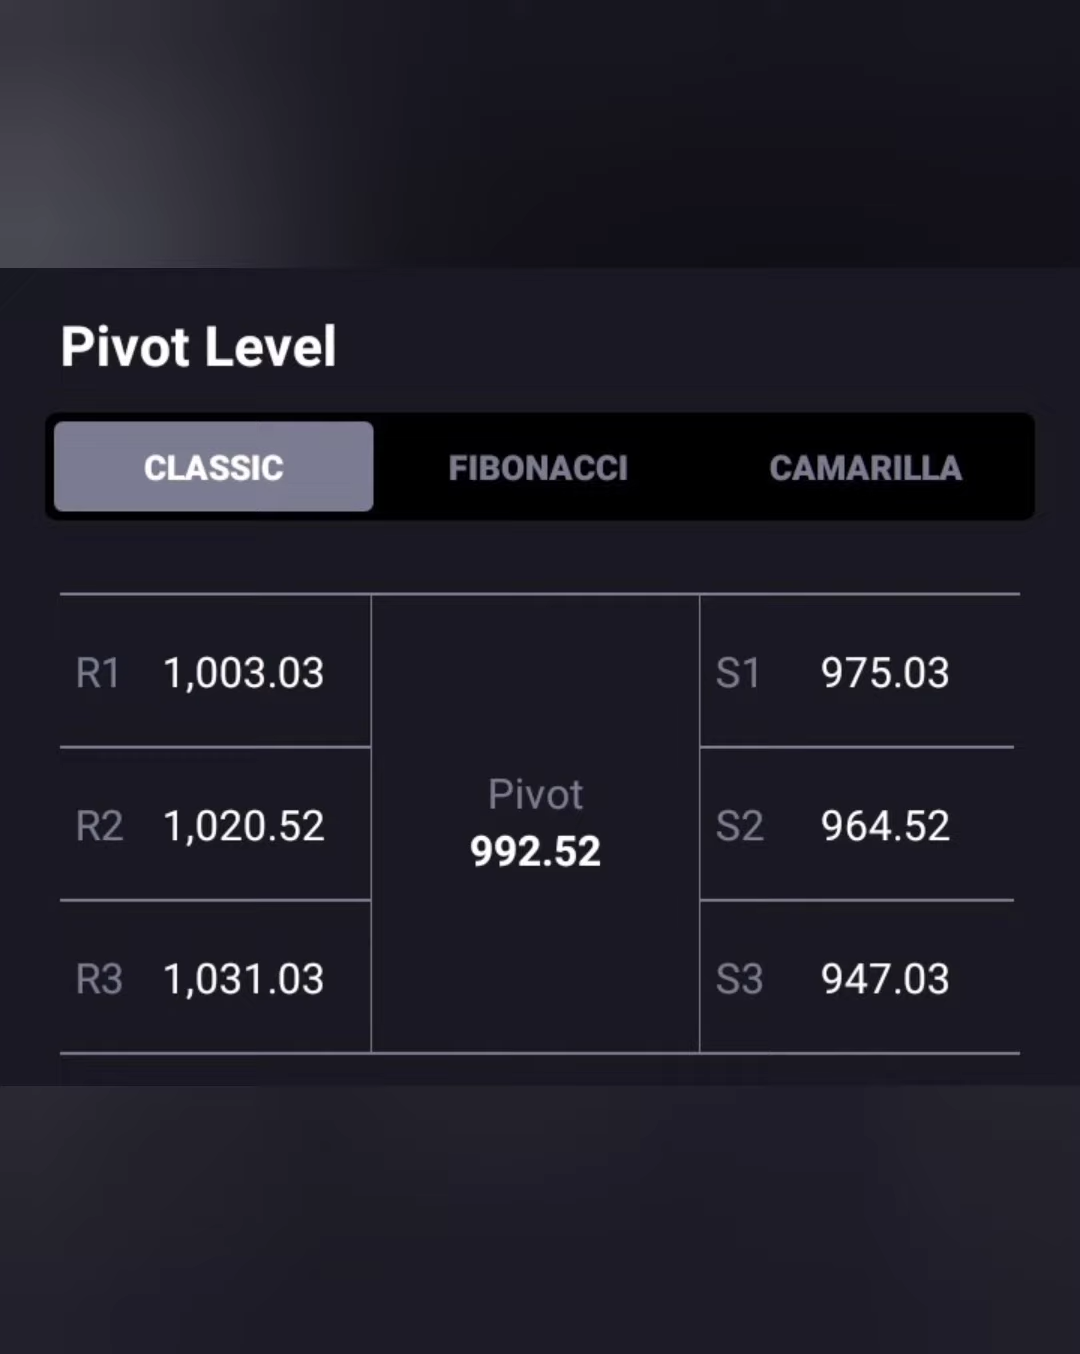 Pivot Level
CLASSIC FIBONACCI CAMARILLA
R1 1,003.03 S1 975.03
Pivot
R2 1,020.52 S2 964.52
992.52
R3 1,031.03 S3 947.03